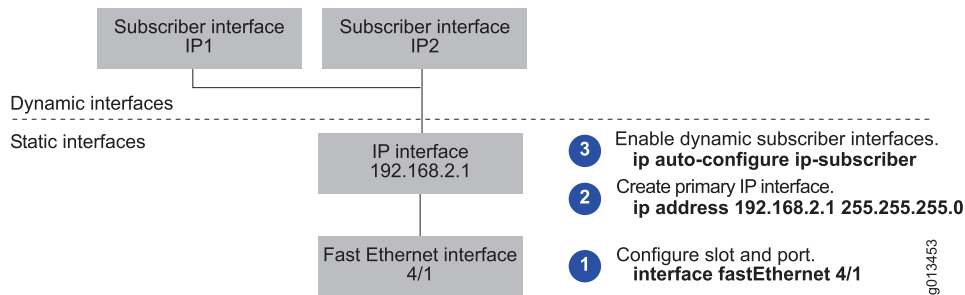 Subscriber interface
IP1
Subscriber interface
IP2
Dynamic interfaces
Static interfaces
IP interface
192.168.2.1
3
Enable dynamic subscriber interfaces.
ip auto-configure ip-subscriber
2
Create primary IP interface.
ip address 192.168.2.1 255.255.255.0
Fast Ethernet interface
4/1
1
Configure slot and port.
interface fastEthernet 4/1
g013453